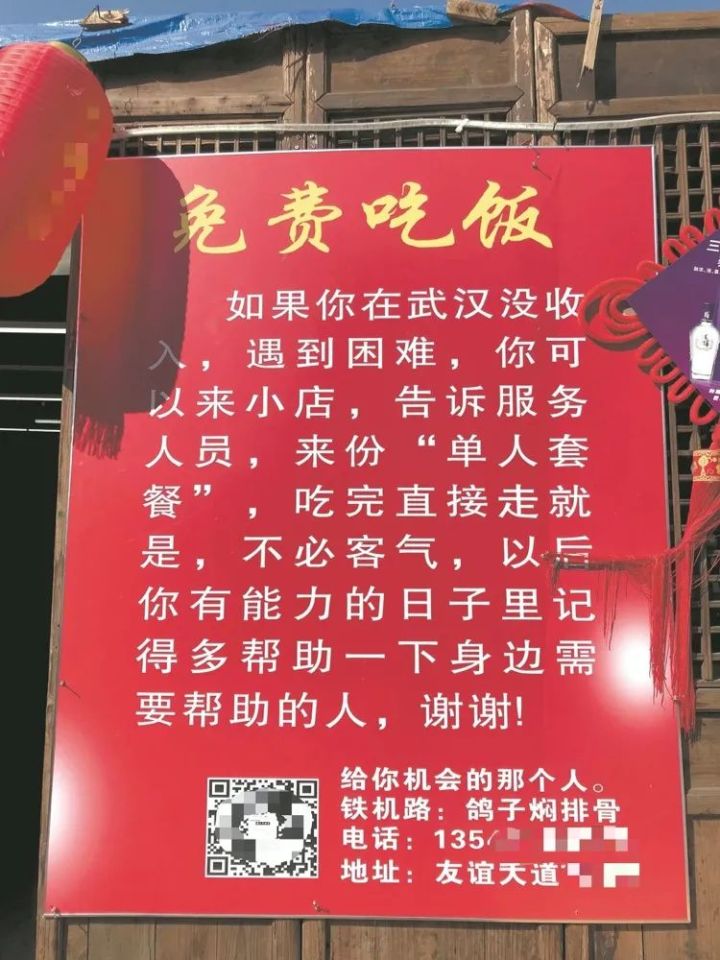 免费吃饭
如果你在武汉没收
入，遇到困难，你可
以来小店，告诉服务
人员，来份“单人套
餐”，吃完直接走就
是，不必客气，以后
你有能力的日子里记
得多帮助一下身边需
要帮助的人，谢谢!
给你机会的那个人。
铁机路：鸽子焖排骨
电话：135
地址：友谊天道